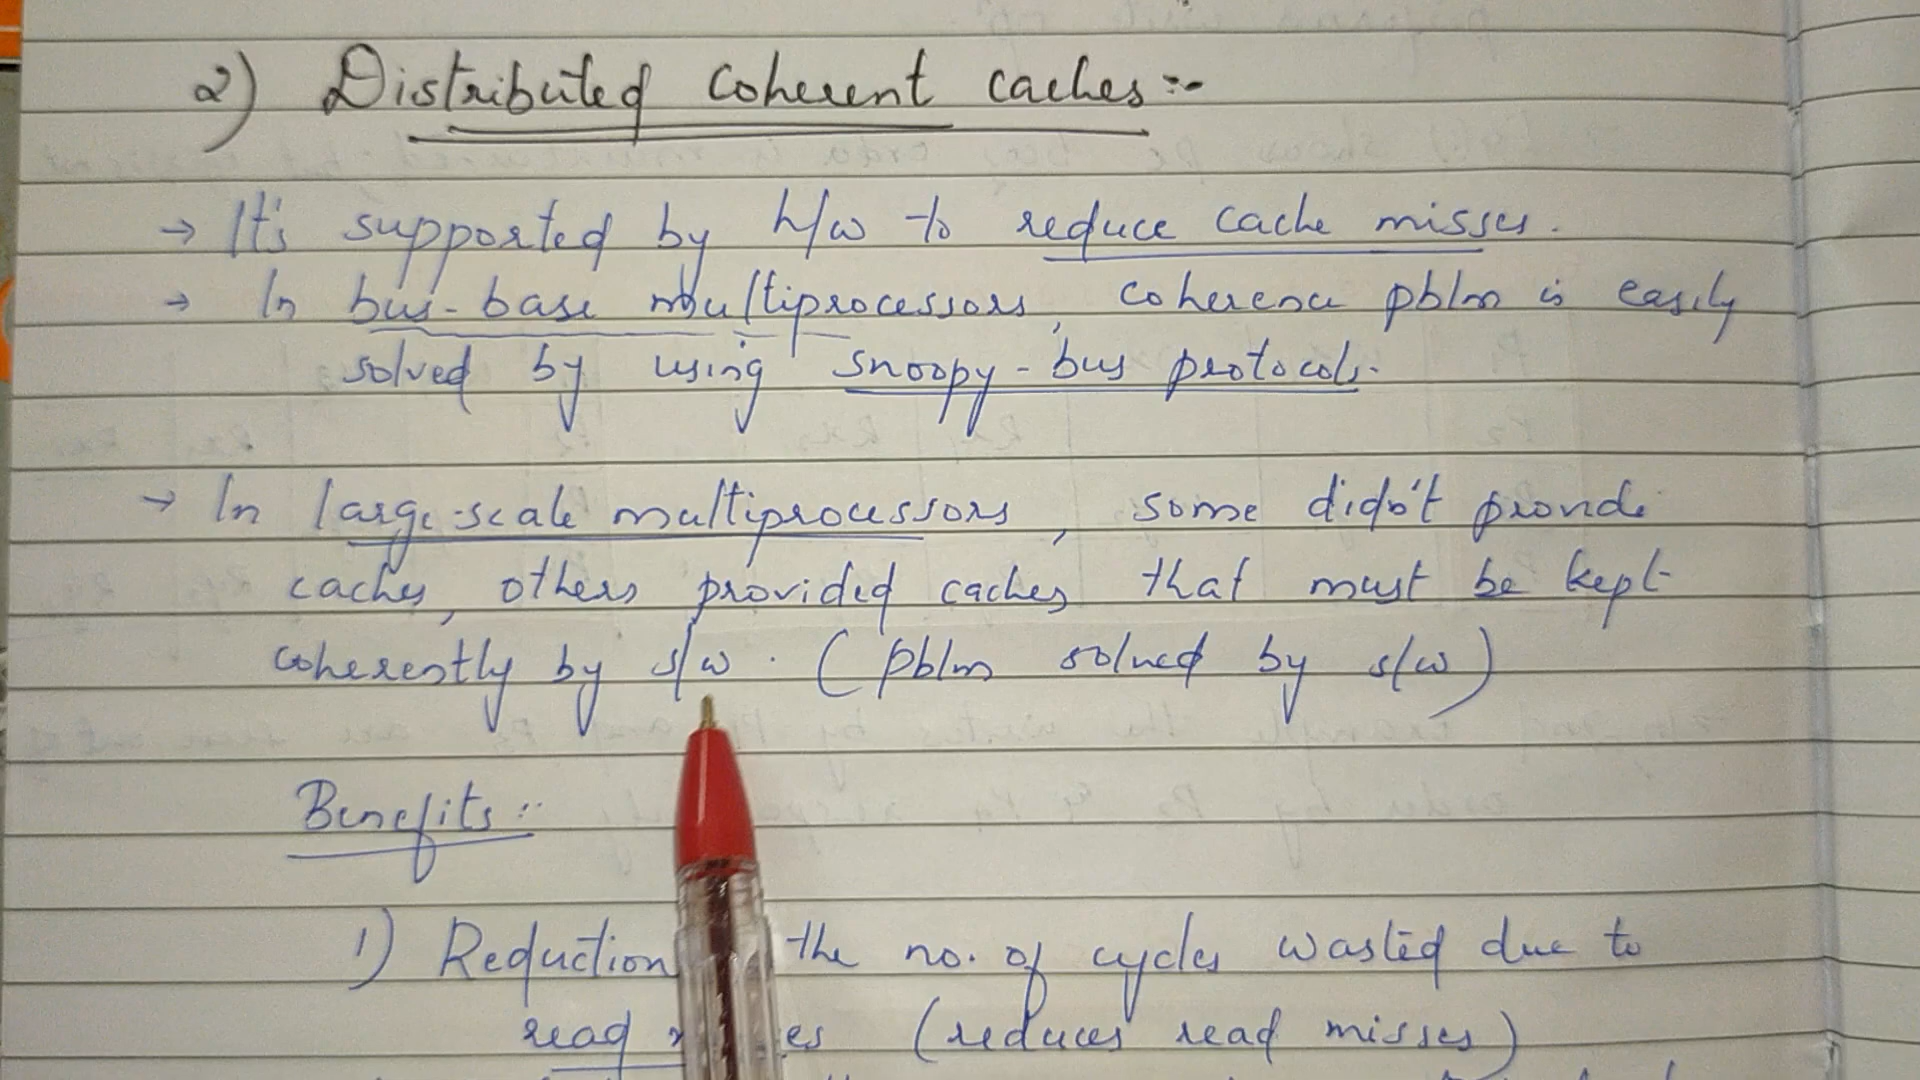 2) Distributed Coherent caches:-
→ It's supported by h/w to reduce cache misses.
→ In bus-base multiprocessors, coherence pblm is easily
solved by using snoopy-bus protocols.
→ In large-scale multiprocessors, some didn't provide
caches, others provided caches that must be kept
coherently by s/w. (pblm solved by s/w)
Benefits:-
1) Reduction the no. of cycles wasted due to
read (reduces read misses)